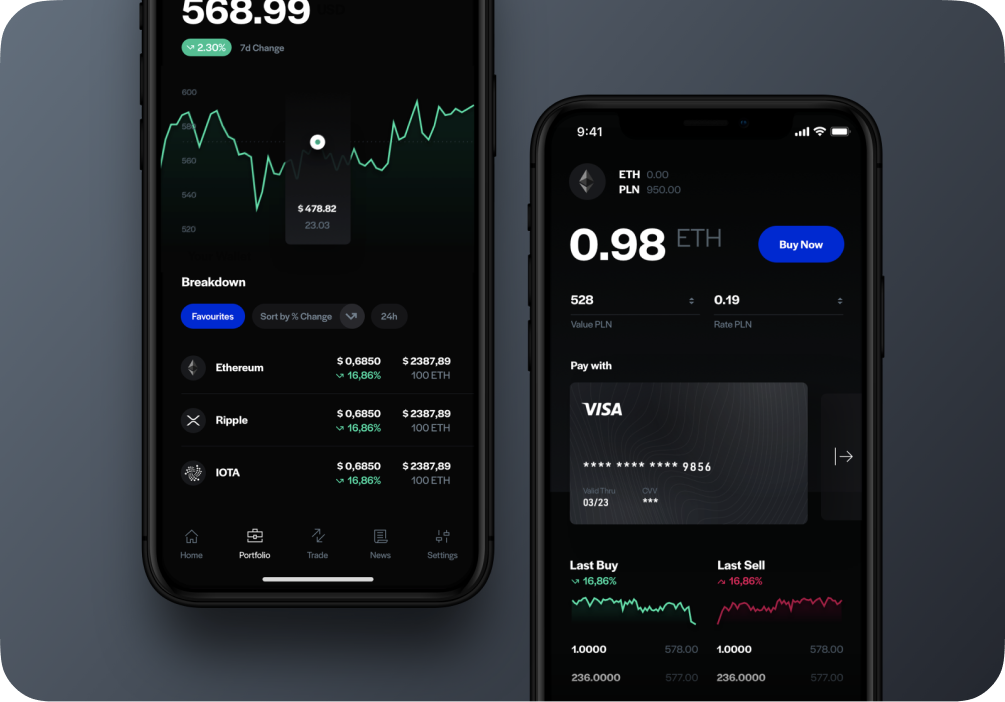 568.99
2.30% 7d Change
600
580
560
540
520
$ 478.82
23.03
Breakdown
Favourites Sort by % Change 24h
Ethereum $ 0,6850 $ 2387,89
16,86% 100 ETH
Ripple $ 0,6850 $ 2387,89
16,86% 100 ETH
IOTA $ 0,6850 $ 2387,89
16,86% 100 ETH
Home Portfolio Trade News Settings
9:41
ETH 0.00
PLN 950.00
0.98 ETH Buy Now
528 0.19
Value PLN Rate PLN
Pay with
VISA
**** **** **** 9856
Valid Thru CVV
03/23 ***
Last Buy Last Sell
16,86% 16,86%
1.0000 578.00 1.0000 578.00
236.0000 577.00 236.0000 577.00